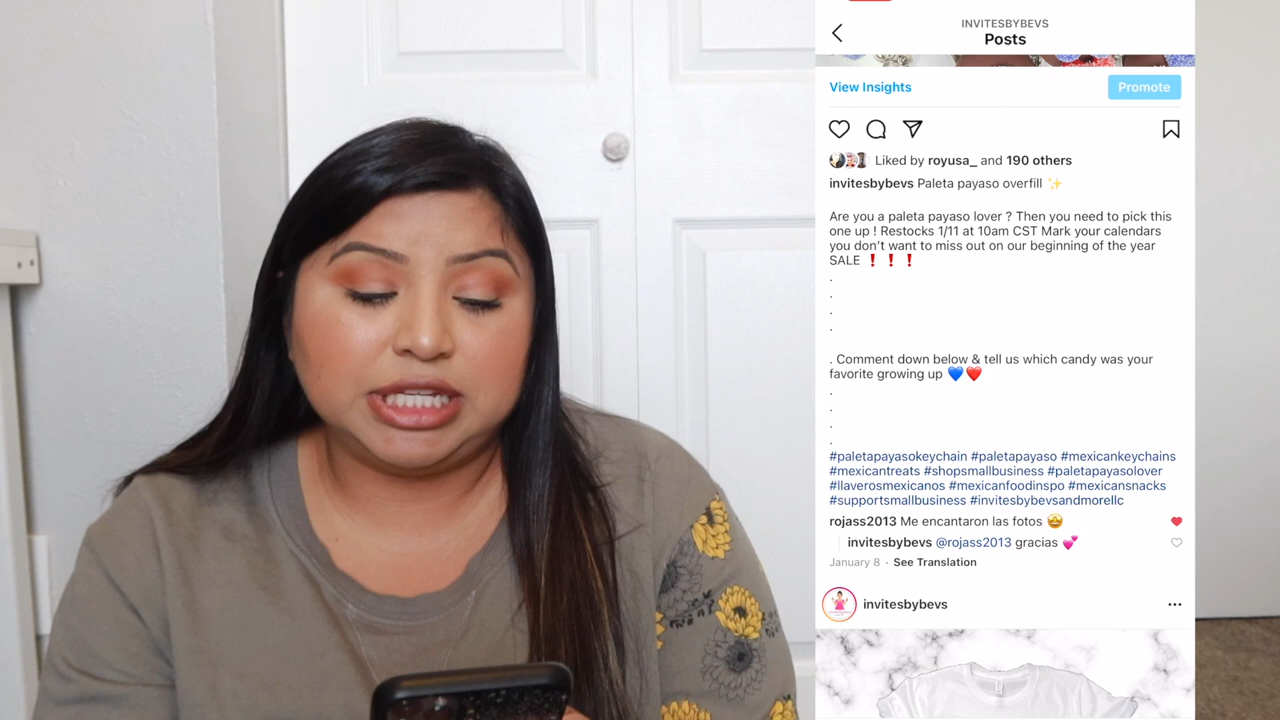 INVITESBYBEVS
Posts
View Insights
Promote
Liked by royusa_ and 190 others
invitesbybevs Paleta payaso overfill ✨
Are you a paleta payaso lover ? Then you need to pick this
one up ! Restocks 1/11 at 10am CST Mark your calendars
you don't want to miss out on our beginning of the year
SALE ❗❗❗
.
.
.
.
. Comment down below & tell us which candy was your
favorite growing up 💙❤️
.
.
.
.
#paletapayasokeychain #paletapayaso #mexicankeychains
#mexicantreats #shopsmallbusiness #paletapayasolover
#llaverosmexicanos #mexicanfoodinspo #mexicansnacks
#supportsmallbusiness #invitesbybevsandmorellc
rojass2013 Me encantaron las fotos 🤩
invitesbybevs @rojass2013 gracias 💕
January 8 · See Translation
invitesbybevs